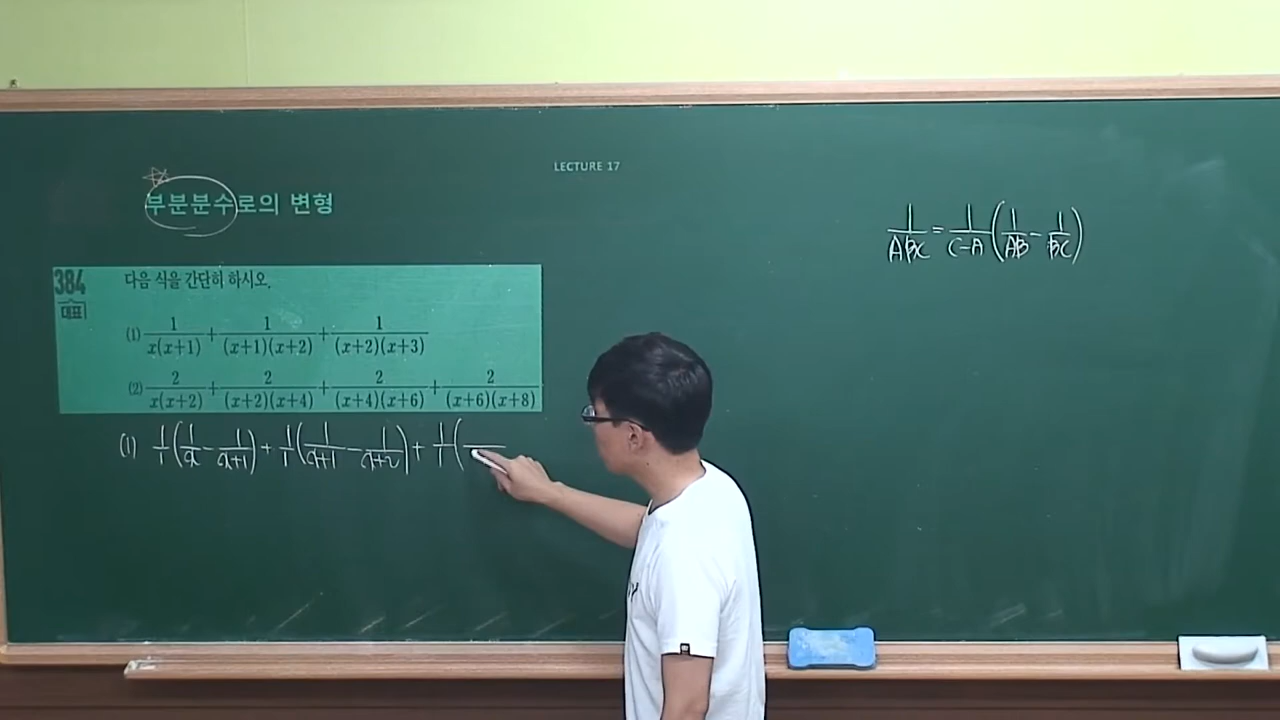 LECTURE 17
부분분수로의 변형
384
대표
다음 식을 간단히 하시오.
(1) 1/x(x+1) + 1/(x+1)(x+2) + 1/(x+2)(x+3)
(2) 2/x(x+2) + 2/(x+2)(x+4) + 2/(x+4)(x+6) + 2/(x+6)(x+8)
(1) 1/1(1/x - 1/x+1) + 1/1(1/x+1 - 1/x+2) + 1/1(
1/ABC = 1/C-A(1/AB - 1/BC)